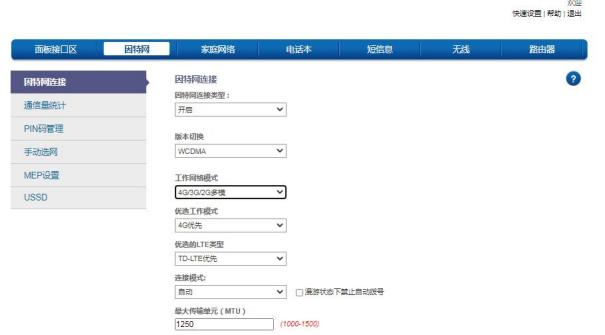 欢迎
快速设置 | 帮助 | 退出
面板接口区 因特网 家庭网络 电话本 短信息 无线 路由器
因特网连接
通信量统计
PIN码管理
手动选网
MEP设置
USSD
因特网连接
?
因特网连接类型：
开启
版本切换
WCDMA
工作网络模式
4G/3G/2G多模
优选工作模式
4G优先
优选的LTE类型
TD-LTE优先
连接模式:
自动
漫游状态下禁止自动拨号
最大传输单元（MTU）
1250 (1000-1500)